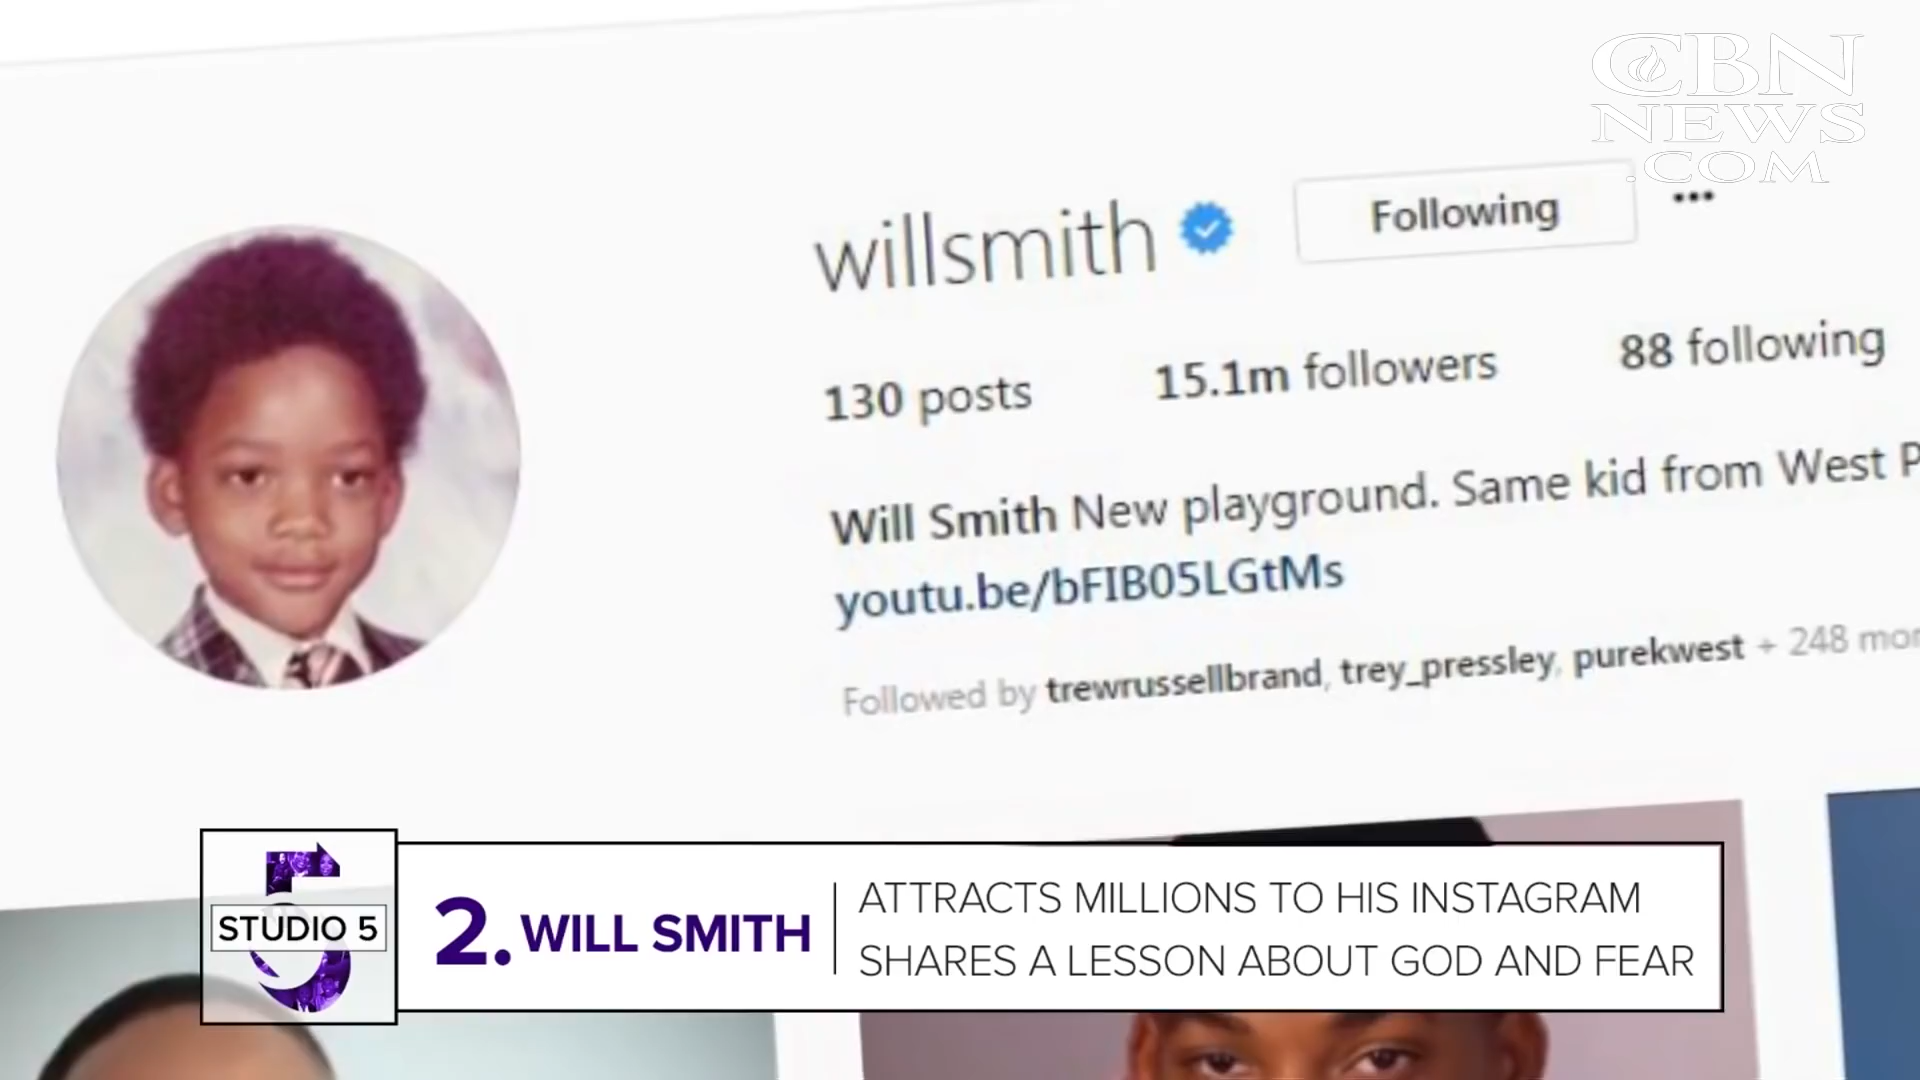 CBN
NEWS
.COM
willsmith
Following
130 posts 15.1m followers 88 following
Will Smith New playground. Same kid from West P
youtu.be/bFIB05LGtMs
Followed by trewrussellbrand, trey_pressley, purekwest + 248 mor
5
STUDIO 5
2. WILL SMITH
ATTRACTS MILLIONS TO HIS INSTAGRAM
SHARES A LESSON ABOUT GOD AND FEAR